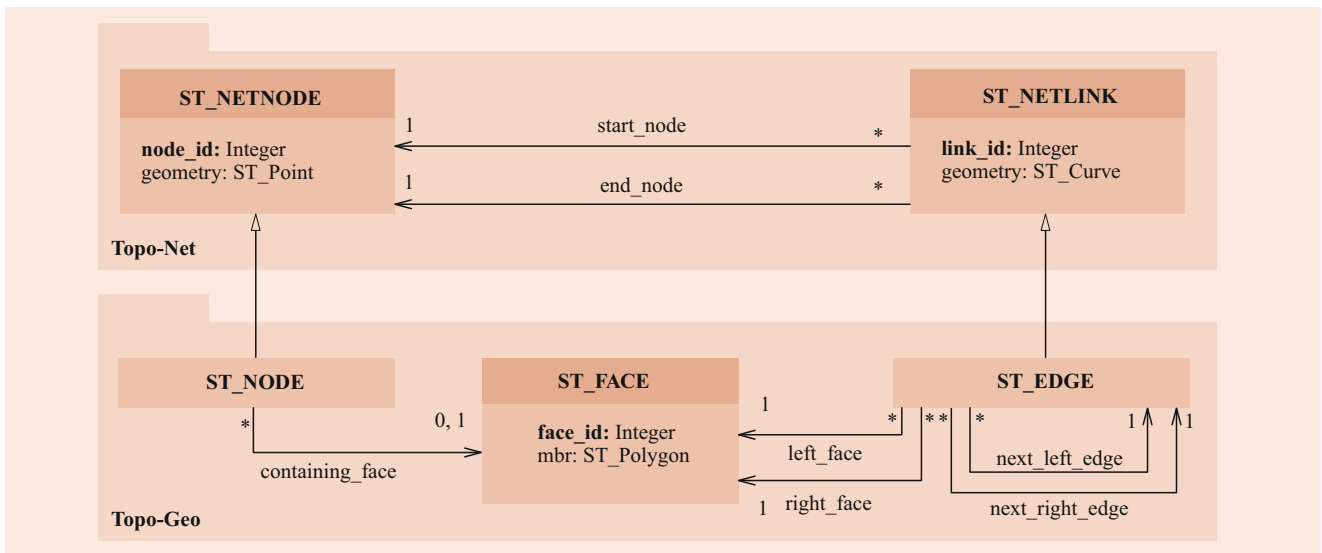 ST_NETNODE
node_id: Integer
geometry: ST_Point
1 start_node *
1 end_node *
ST_NETLINK
link_id: Integer
geometry: ST_Curve
Topo-Net
ST_NODE
* 0, 1
containing_face
ST_FACE
face_id: Integer
mbr: ST_Polygon
ST_EDGE
1 * * * * 1 1
left_face
next_left_edge
1 right_face
next_right_edge
Topo-Geo